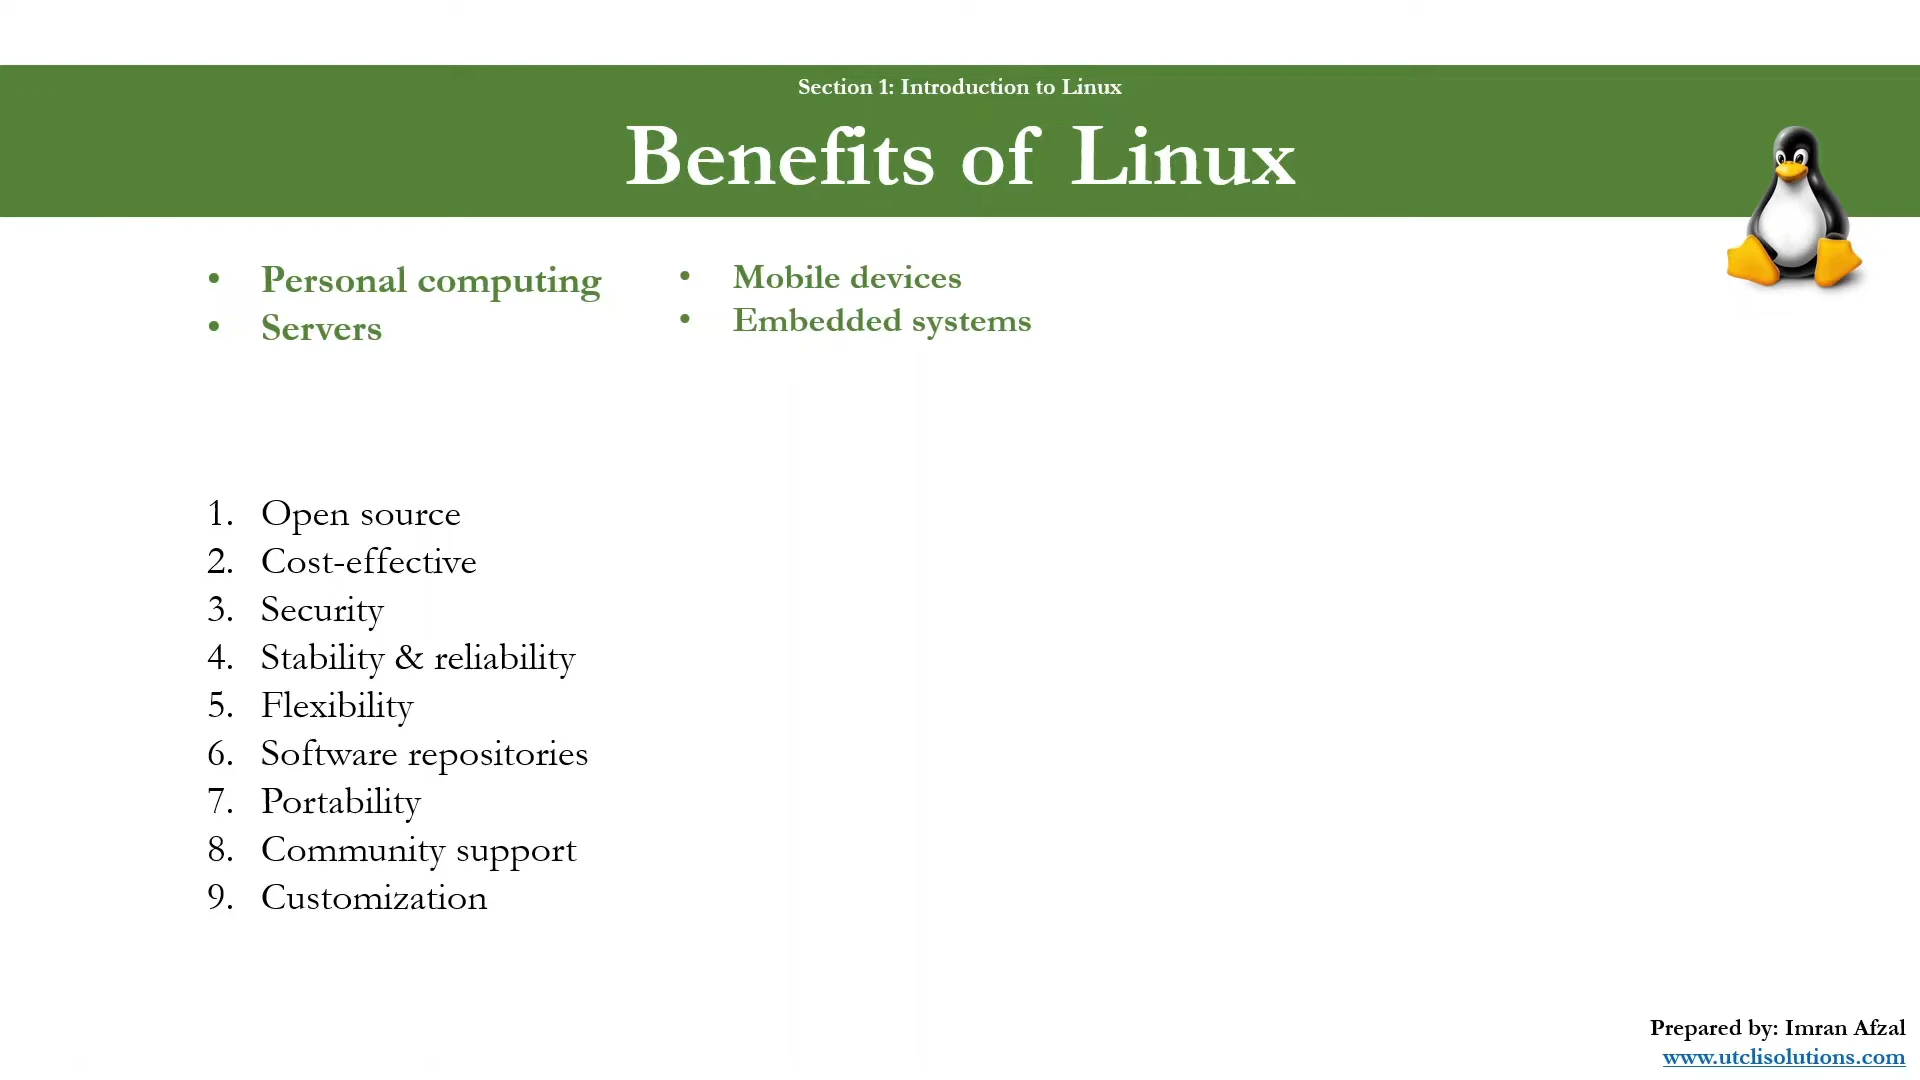 Section 1: Introduction to Linux
Benefits of Linux
• Personal computing
• Servers
• Mobile devices
• Embedded systems
1. Open source
2. Cost-effective
3. Security
4. Stability & reliability
5. Flexibility
6. Software repositories
7. Portability
8. Community support
9. Customization
Prepared by: Imran Afzal
www.utclisolutions.com